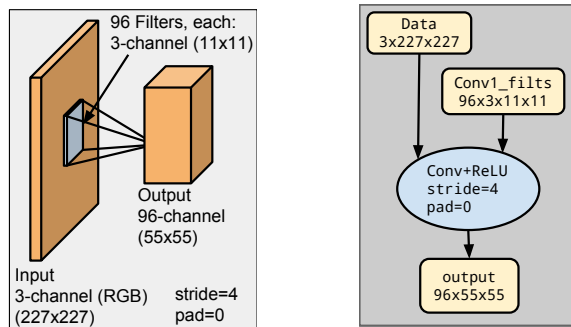 96 Filters, each:
3-channel (11x11)
Output
96-channel
(55x55)
Input
3-channel (RGB)
(227x227)
stride=4
pad=0
Data
3x227x227
Conv1_filts
96x3x11x11
Conv+ReLU
stride=4
pad=0
output
96x55x55